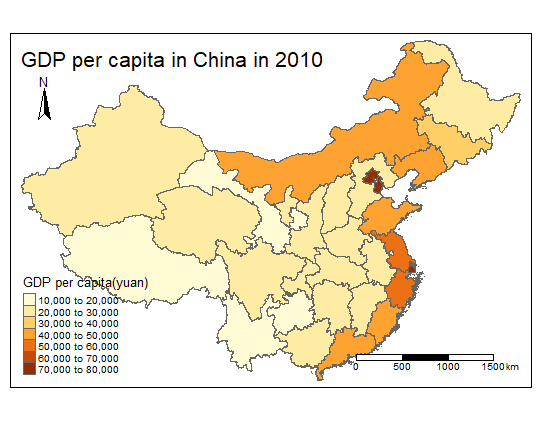 GDP per capita in China in 2010
N
GDP per capita(yuan)
10,000 to 20,000
20,000 to 30,000
30,000 to 40,000
40,000 to 50,000
50,000 to 60,000
60,000 to 70,000
70,000 to 80,000
0 500 1000 1500 km